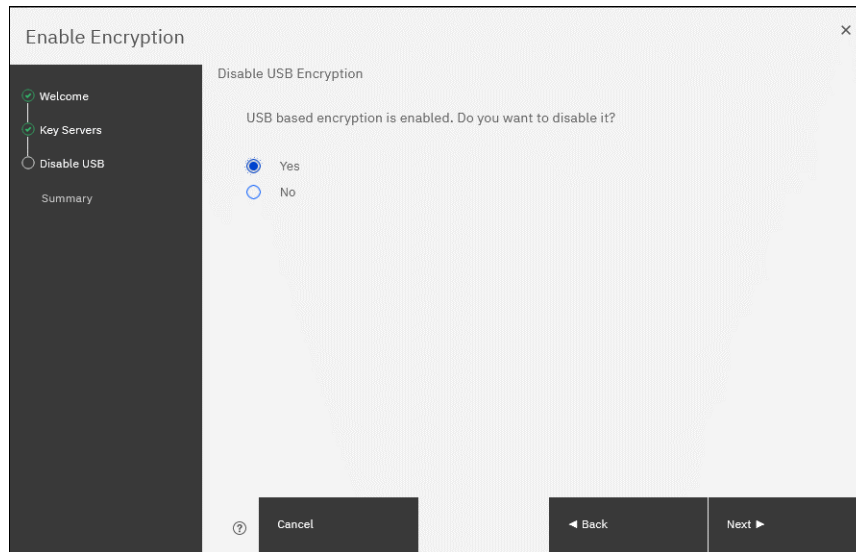 Enable Encryption
Welcome
Key Servers
Disable USB
Summary
Disable USB Encryption
USB based encryption is enabled. Do you want to disable it?
Yes
No
Cancel
Back
Next